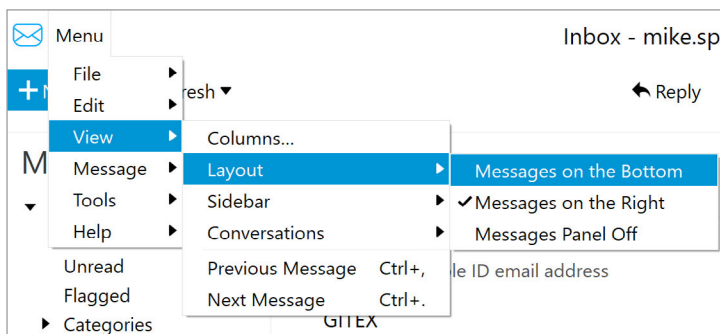 Menu
Inbox - mike.sp
File
resh
Reply
Edit
View
Columns...
Message
Layout
Messages on the Bottom
Tools
Sidebar
Messages on the Right
Help
Conversations
Messages Panel Off
Unread
Previous Message Ctrl+,
le ID email address
Flagged
Next Message Ctrl+.
Categories
GITEX